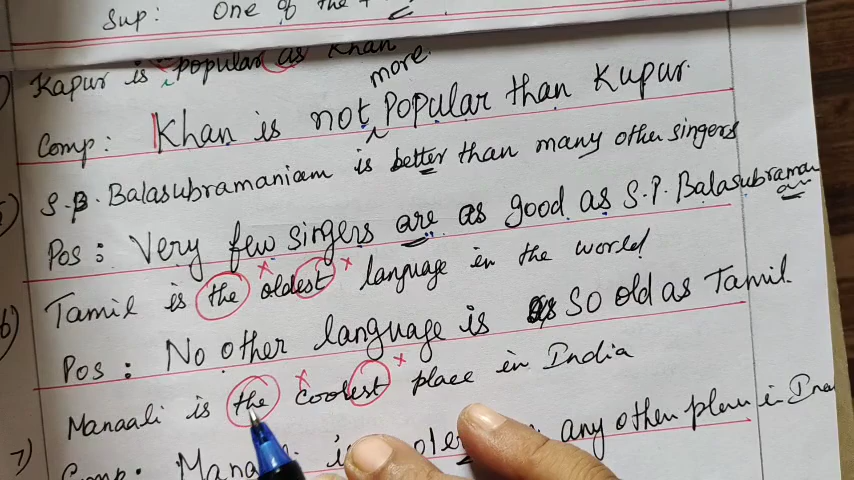 Sup: One of the
Kapur is popular as Khan
more
Comp: Khan is not popular than Kupur.
S.P. Balasubramaniam is better than many other singers
Pos: Very few singers are as good as S.P. Balasubraman
Tamil is the oldest language in the world
6)
Pos: No other language is so old as Tamil.
Manaali is the coolest place in India
7)
Comp. any other in